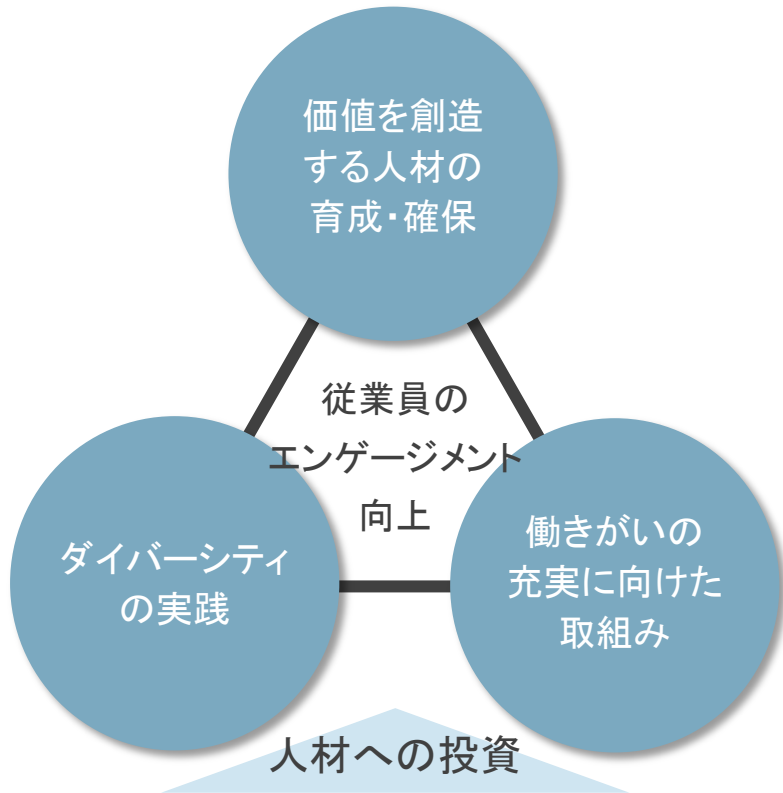 価値を創造
する人材の
育成・確保
従業員の
エンゲージメント
向上
ダイバーシティ
の実践
働きがいの
充実に向けた
取組み
人材への投資